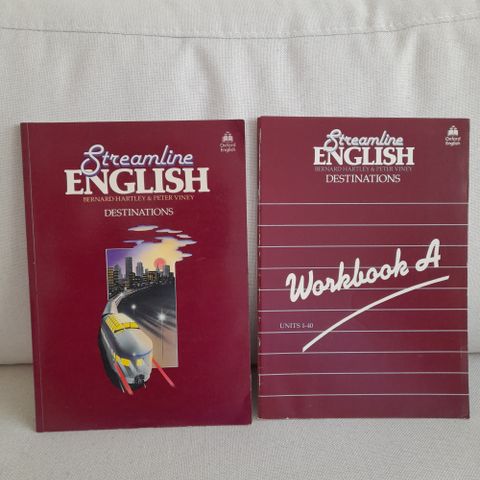 Oxford
English
Streamline
ENGLISH
BERNARD HARTLEY & PETER VINEY
DESTINATIONS
Oxford
English
Streamline
ENGLISH
BERNARD HARTLEY & PETER VINEY
DESTINATIONS
Workbook A
UNITS 1-40